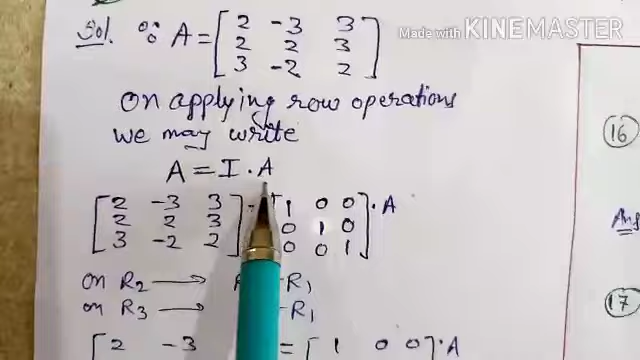 Made with KINEMASTER
Sol. : A = [ 2 -3 3
2 2 3
3 -2 2 ]
On applying row operations
we may write
A = I · A
[ 2 -3 3
2 2 3
3 -2 2 ] [ 1 0 0
0 1 0
0 0 1 ] · A
on R2 → R1
on R3 → -R1
[ 2 -3 = [ 1 0 0 ] · A
16
Ans
17